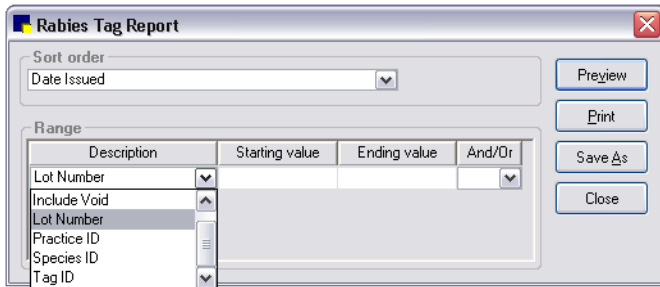 Rabies Tag Report
Sort order
Date Issued
Preview
Print
Save As
Close
Range
Description Starting value Ending value And/Or
Lot Number
Include Void
Lot Number
Practice ID
Species ID
Tag ID